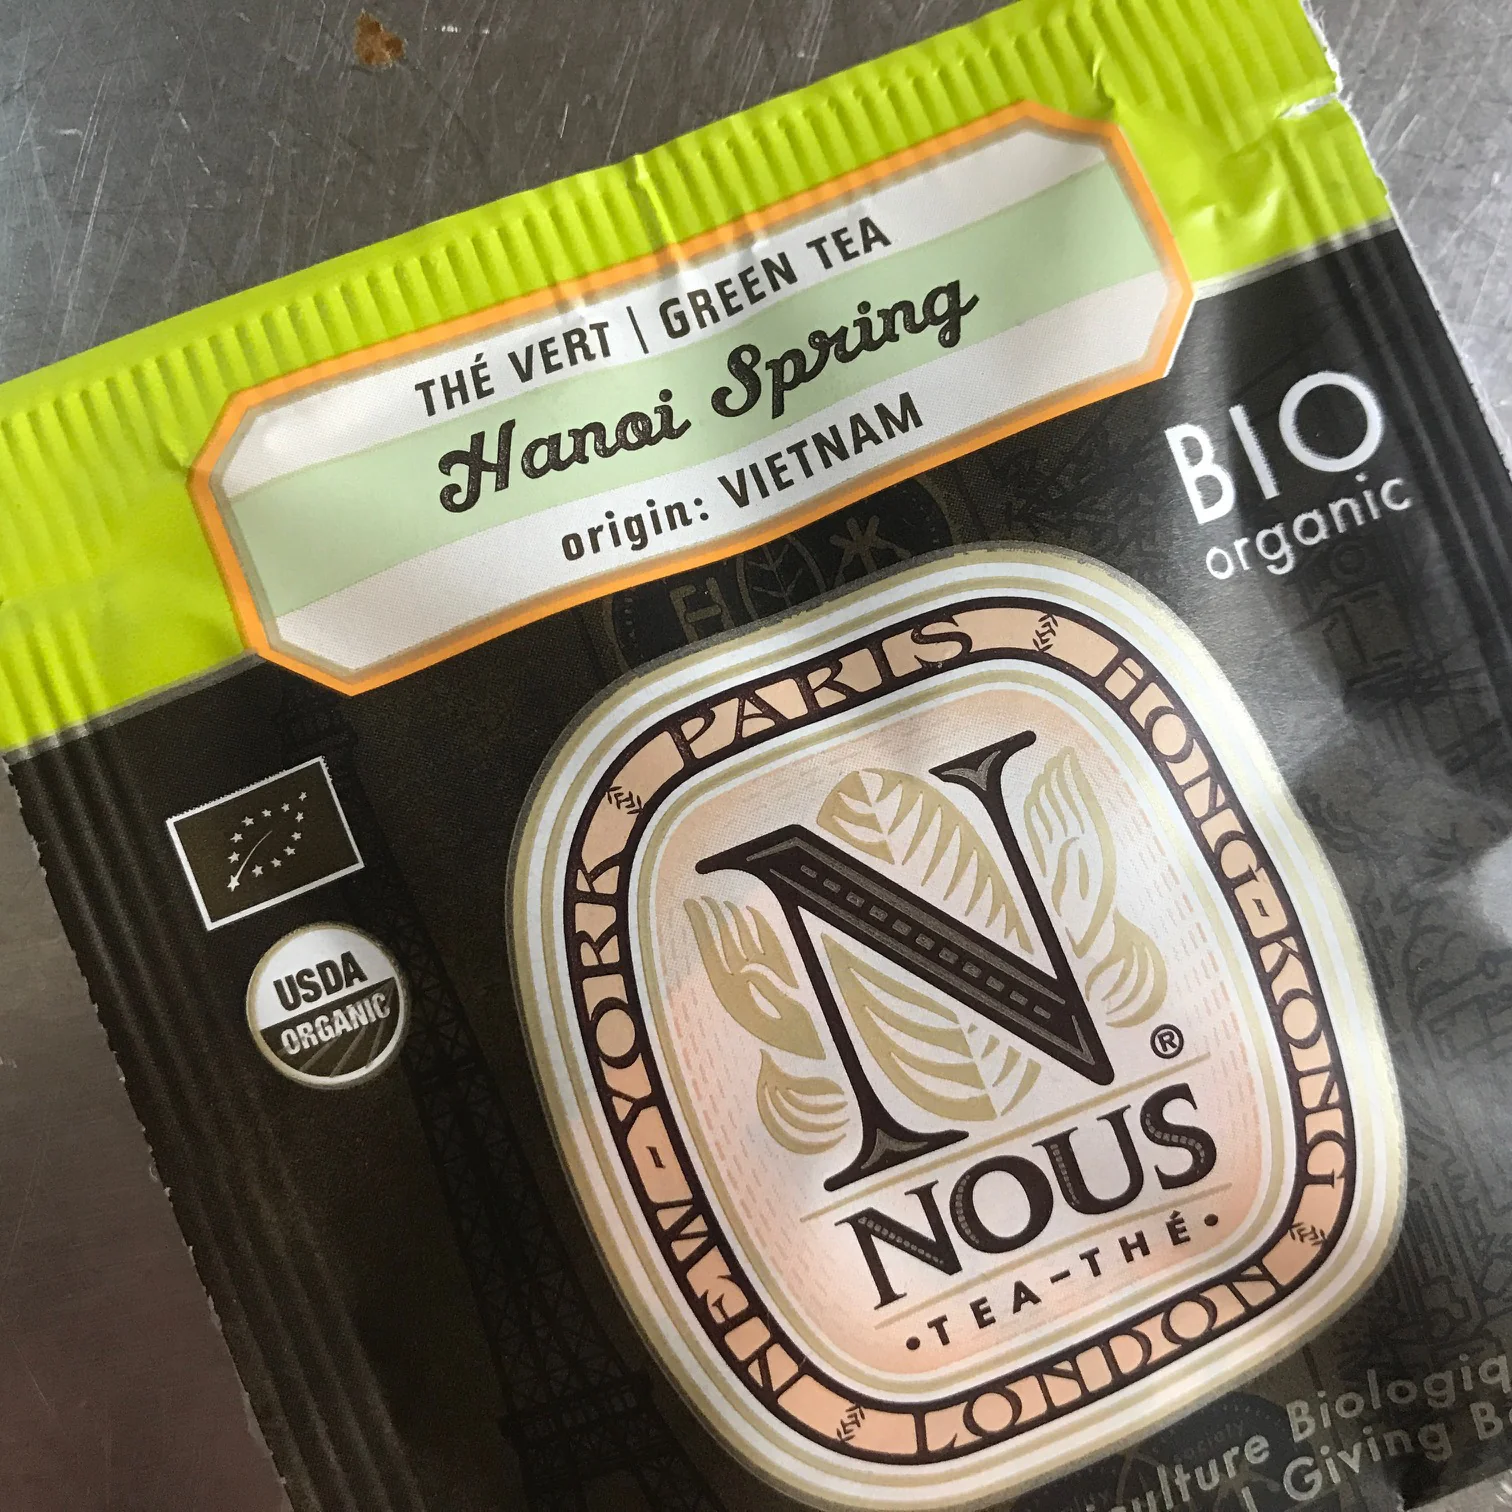 THÉ VERT | GREEN TEA
Hanoi Spring
origin: VIETNAM
BIO
organic
USDA
ORGANIC
NEW-YORK PARIS HONG-KONG LONDON
N
®
NOUS
•TEA-THÉ•
Giving